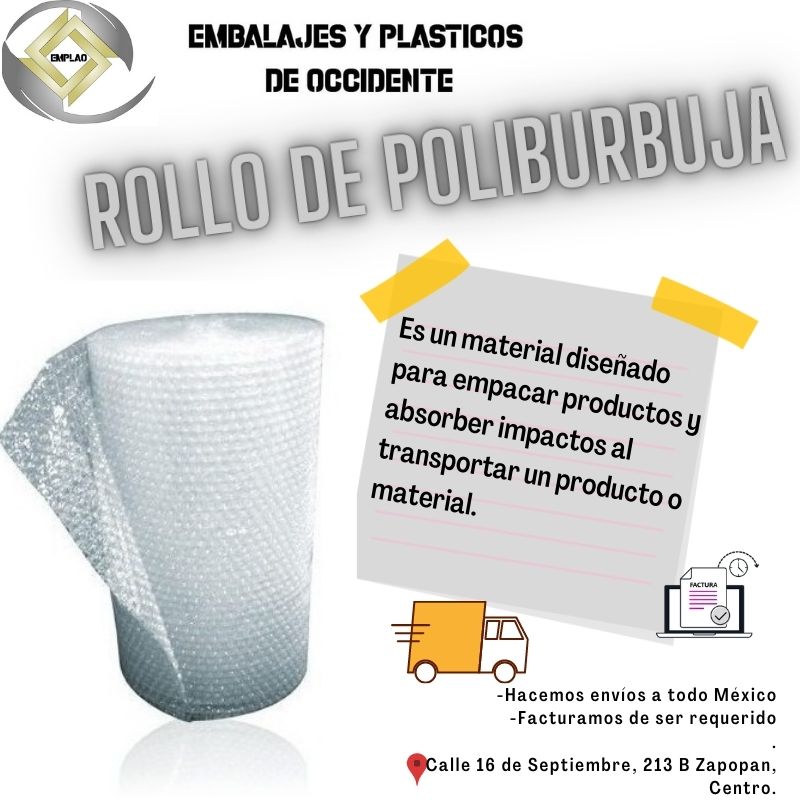 EMPLAO
EMBALAJES Y PLASTICOS
DE OCCIDENTE
ROLLO DE POLIBURBUJA
Es un material diseñado
para empacar productos y
absorber impactos al
transportar un producto o
material.
FACTURA
-Hacemos envíos a todo México
-Facturamos de ser requerido
.
Calle 16 de Septiembre, 213 B Zapopan,
Centro.